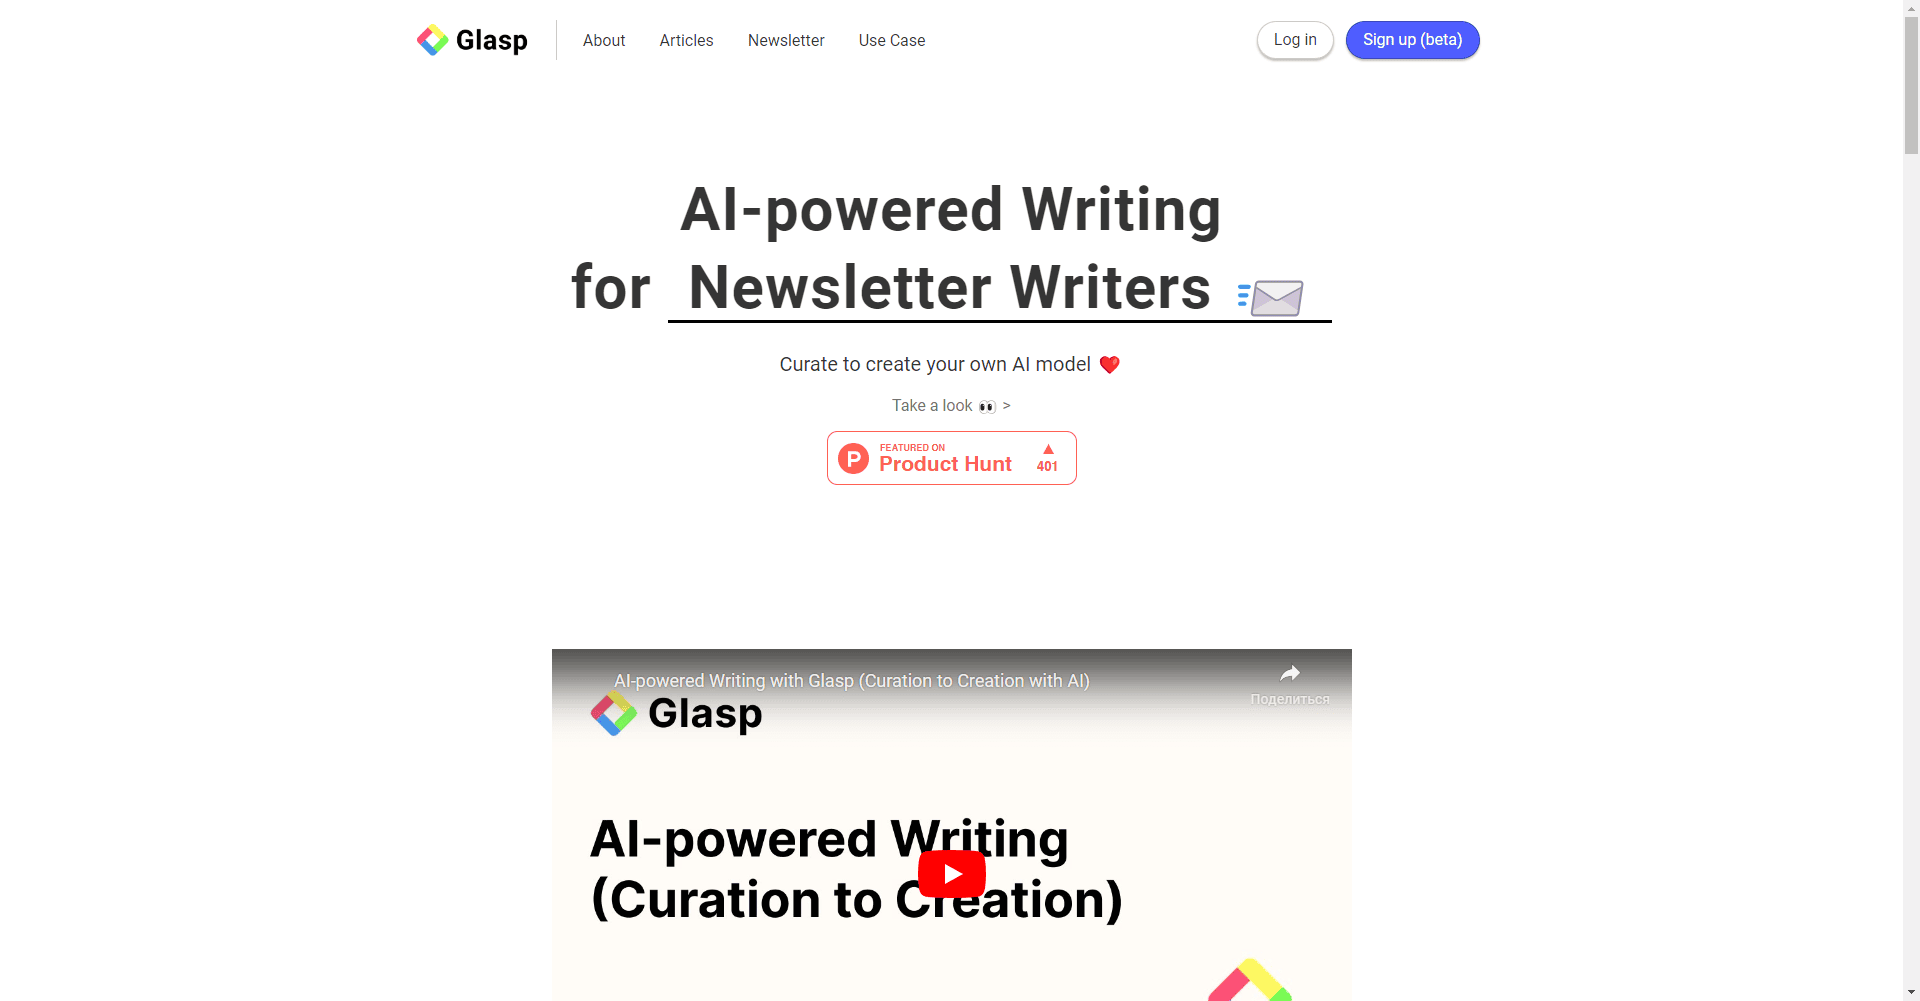 Glasp
About
Articles
Newsletter
Use Case
Log in
Sign up (beta)
AI-powered Writing
for Newsletter Writers
Curate to create your own AI model
Take a look 👀 >
FEATURED ON
Product Hunt
401
AI-powered Writing with Glasp (Curation to Creation with AI)
Поделиться
Glasp
AI-powered Writing
(Curation to Creation)